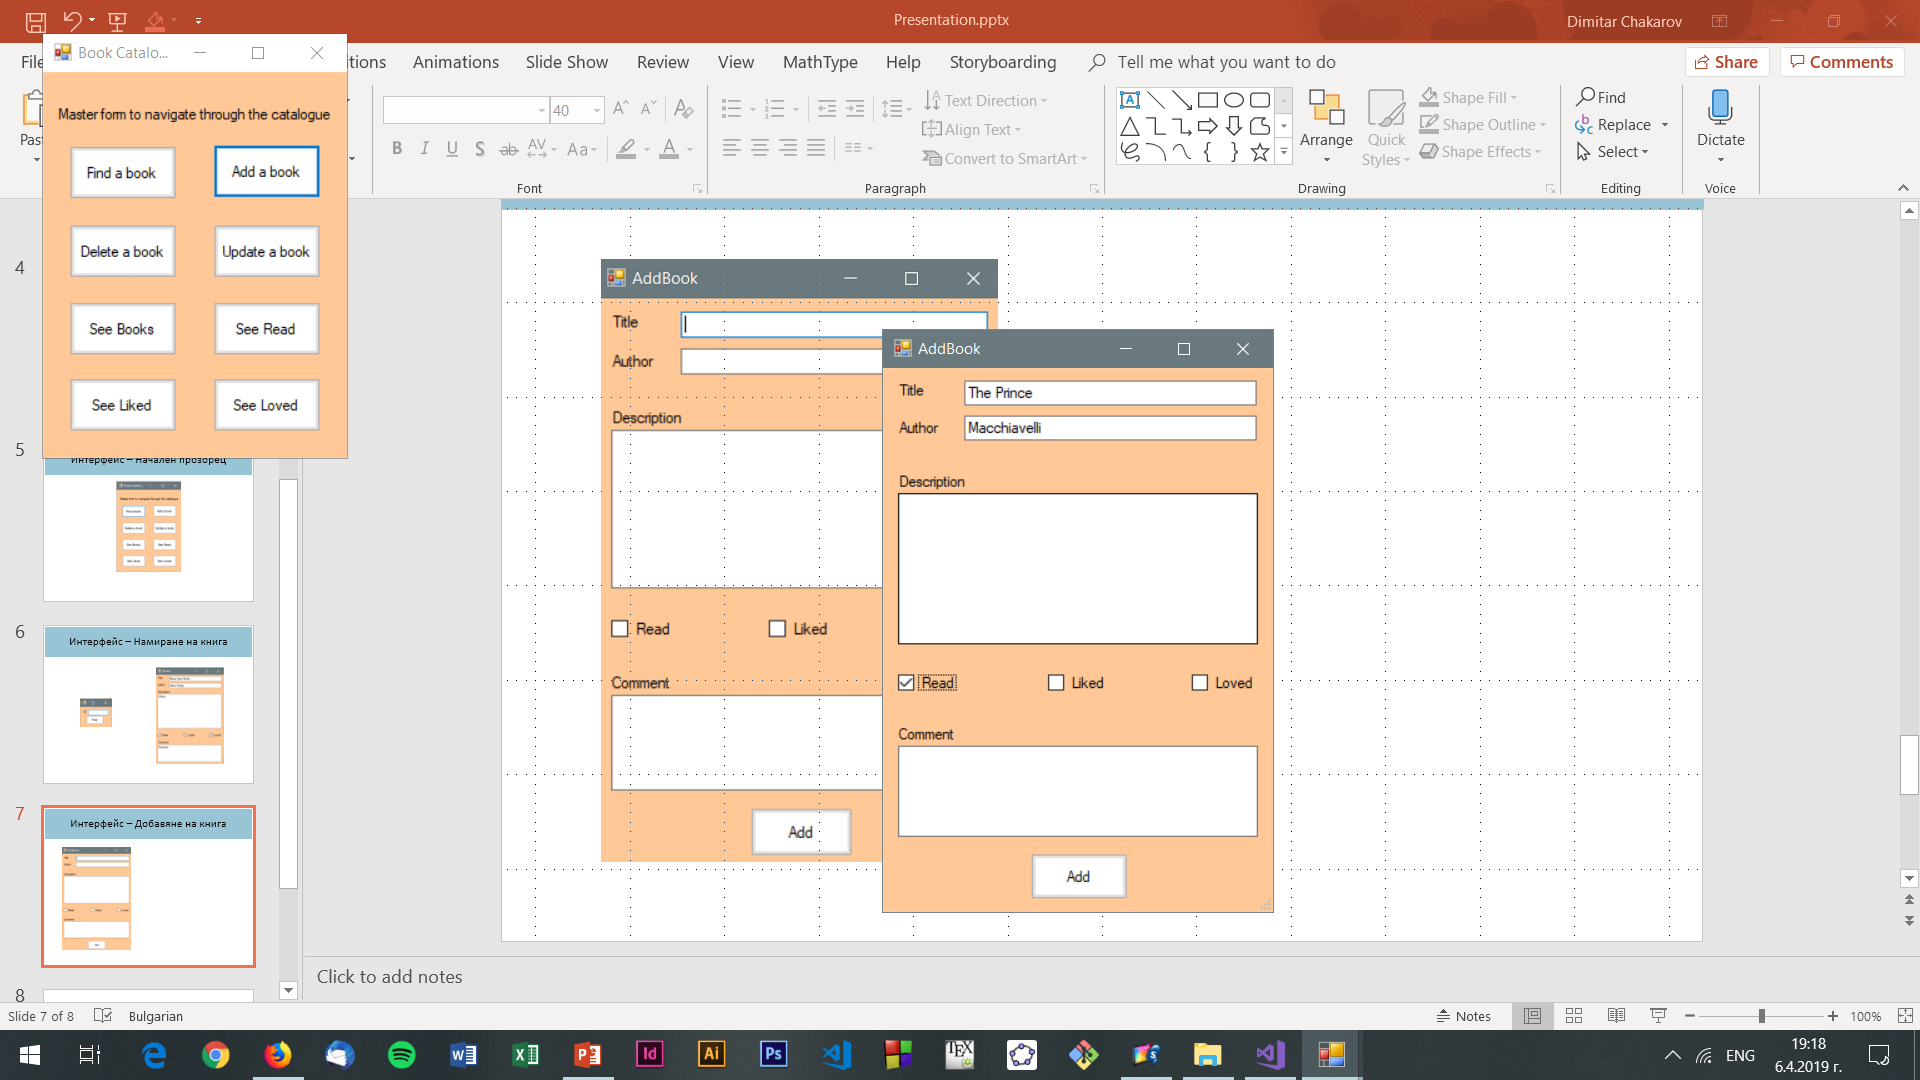 Presentation.pptx
Dimitar Chakarov
Book Catalo...
File
itions
Animations
Slide Show
Review
View
MathType
Help
Storyboarding
Tell me what you want to do
Share
Comments
Master form to navigate through the catalogue
Find a book
Add a book
Delete a book
Update a book
See Books
See Read
See Liked
See Loved
40
B I U S ab AV Aa A
Font
Text Direction
Align Text
Convert to SmartArt
Paragraph
Arrange
Quick
Styles
Shape Fill
Shape Outline
Shape Effects
Drawing
Find
Replace
Select
Editing
Dictate
Voice
4
5
Интерфейс – Начален прозорец
6
Интерфейс – Намиране на книга
7
Интерфейс – Добавяне на книга
8
AddBook
Title
Author
Description
Read
Liked
Comment
Add
AddBook
Title
The Prince
Author
Macchiavelli
Description
Read
Liked
Loved
Comment
Add
Click to add notes
Slide 7 of 8
Bulgarian
Notes
100%
ENG
19:18
6.4.2019 г.